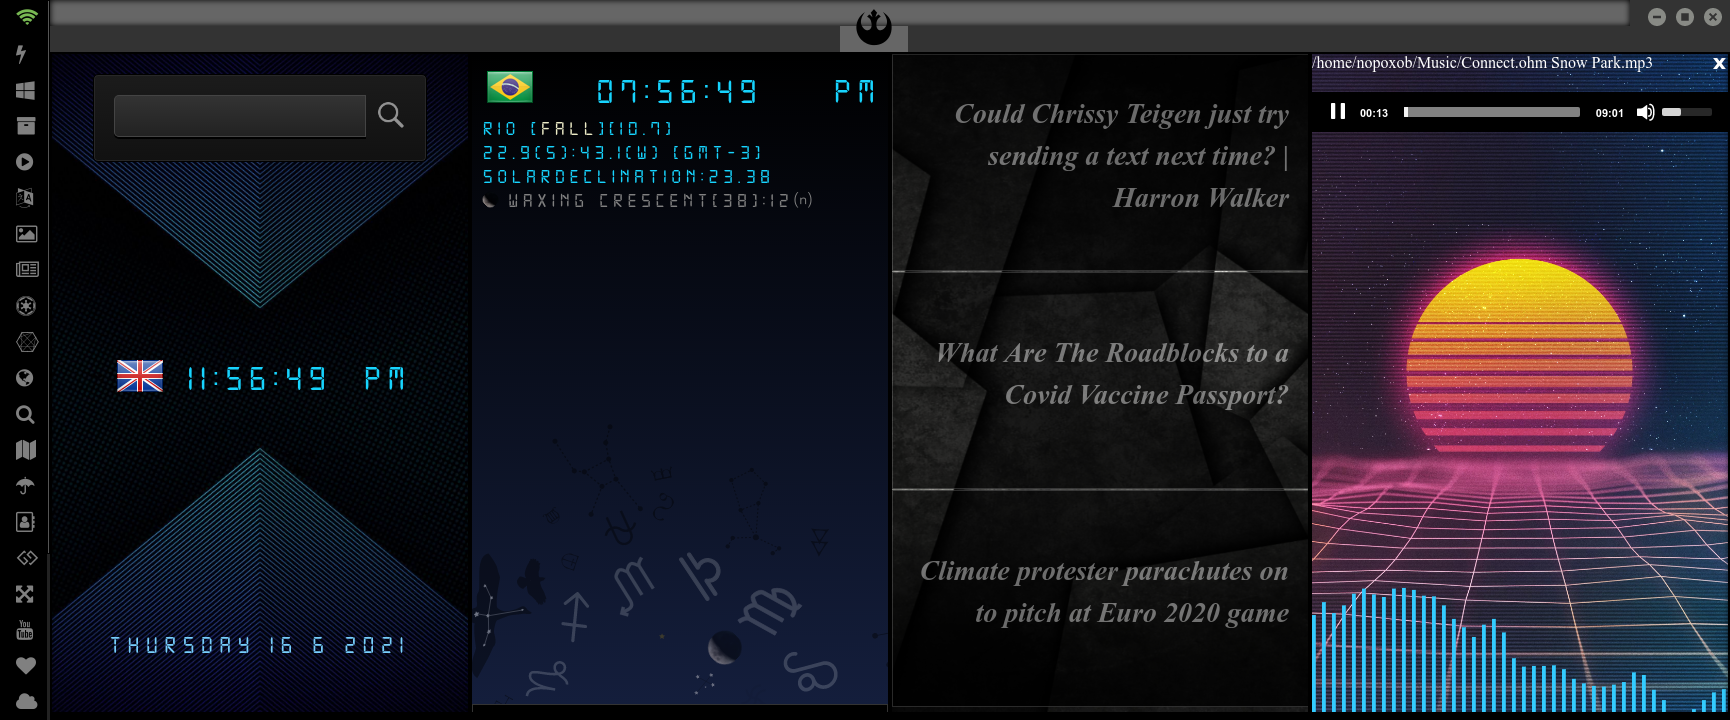 11:56:49 PM
THURSDAY 16 6 2021
07:56:49 PM
RIO [FALL][10.7]
22.9(S):43.1(W) [GMT-3]
SOLARDECLINATION:23.38
WAXING CRESCENT[38]:12(n)
Could Chrissy Teigen just try
sending a text next time? |
Harron Walker
What Are The Roadblocks to a
Covid Vaccine Passport?
Climate protester parachutes on
to pitch at Euro 2020 game
/home/nopoxob/Music/Connect.ohm Snow Park.mp3 x
00:13 09:01
You
Tube